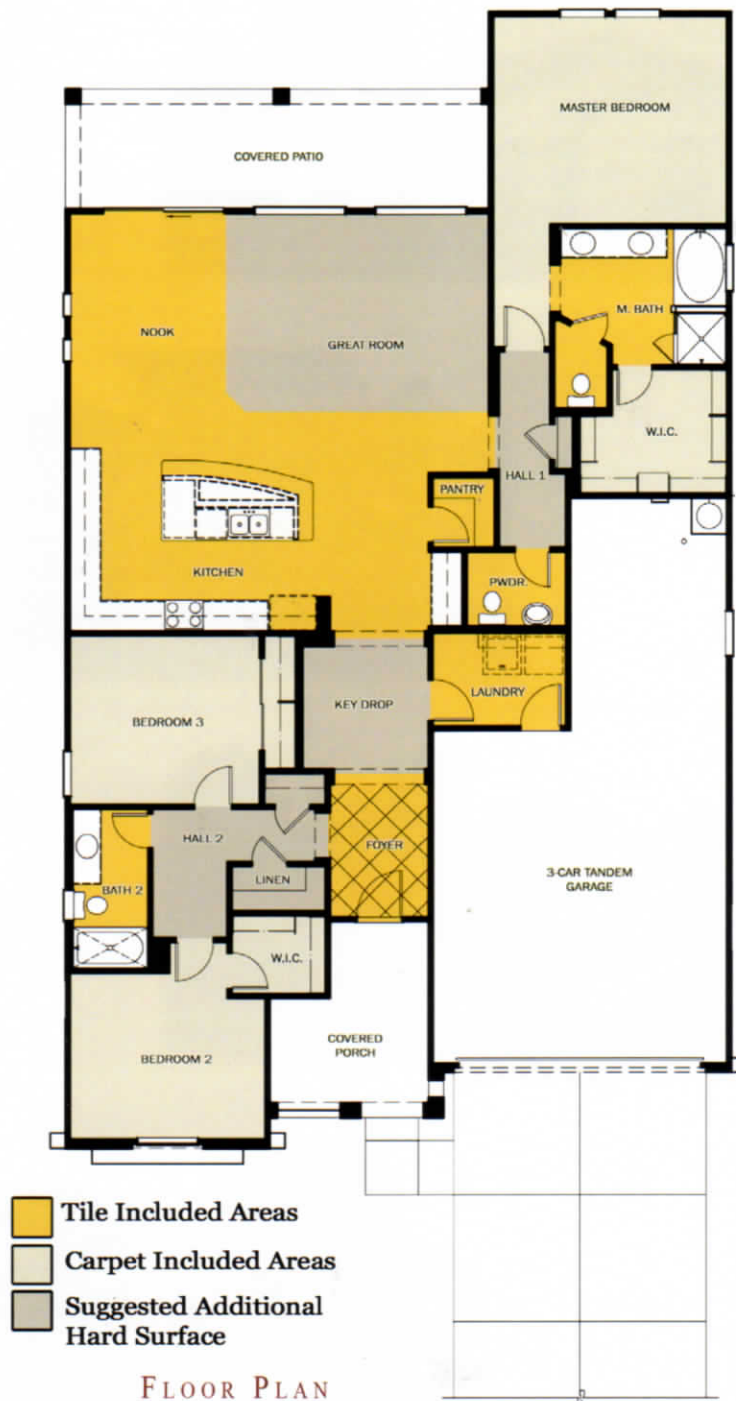 MASTER BEDROOM
COVERED PATIO
M. BATH
NOOK
GREAT ROOM
W.I.C.
HALL 1
PANTRY
KITCHEN
PWDR.
LAUNDRY
KEY DROP
BEDROOM 3
HALL 2
FOYER
3-CAR TANDEM
GARAGE
LINEN
BATH 2
W.I.C.
COVERED
PORCH
BEDROOM 2
Tile Included Areas
Carpet Included Areas
Suggested Additional
Hard Surface
FLOOR PLAN